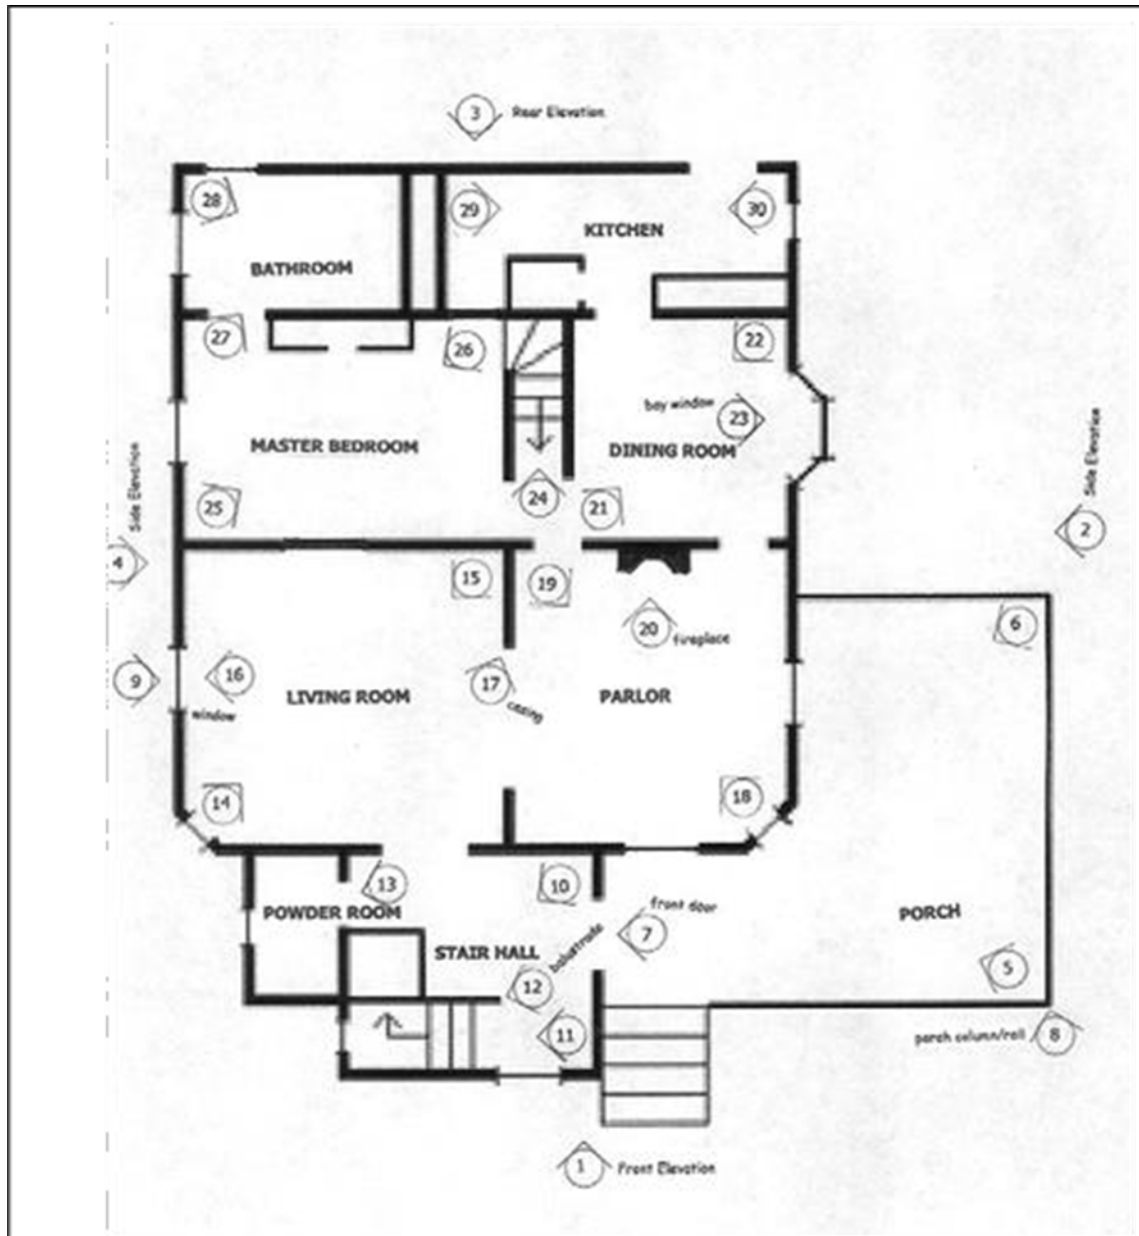 3 Rear Elevation
28
29
30
KITCHEN
BATHROOM
27
26
22
bay window 23
MASTER BEDROOM
DINING ROOM
Side Elevation
Side Elevation
25
24
21
2
4
15
19
20 fireplace
6
9
16
17
LIVING ROOM
PARLOR
window
casing
14
18
13
10
front door
POWDER ROOM
PORCH
7
balustrade
STAIR HALL
5
12
11
porch column/rail 8
1 Front Elevation